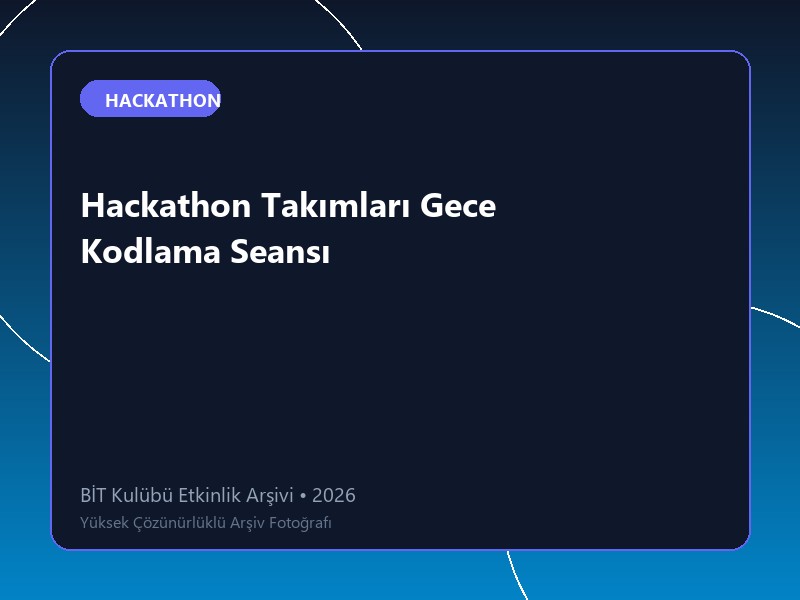 HACKATHON
Hackathon Takımları Gece
Kodlama Seansı
BİT Kulübü Etkinlik Arşivi • 2026
Yüksek Çözünürlüklü Arşiv Fotoğrafı